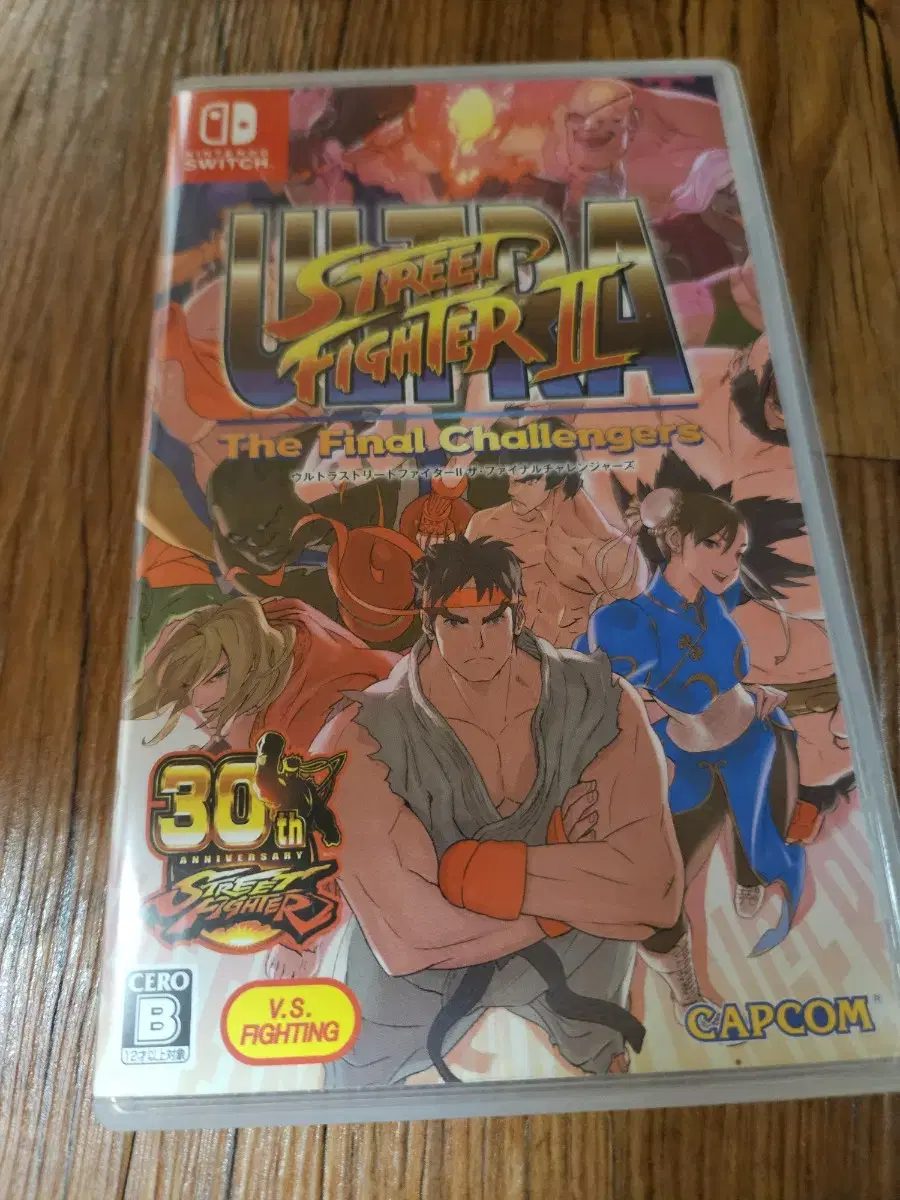 NINTENDO
SWITCH
ULTRA
STREET
FIGHTER II
The Final Challengers
ウルトラストリートファイターII ザ・ファイナルチャレンジャーズ
30th
ANNIVERSARY
STREET
FIGHTER
CERO
B
12才以上対象
V.S.
FIGHTING
CAPCOM®